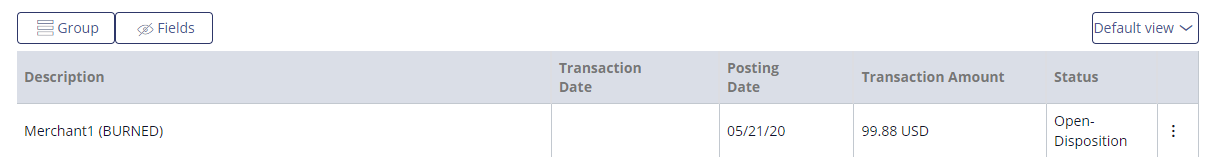 Group
Fields
Default view
Description
Transaction
Date
Posting
Date
Transaction Amount
Status
Merchant1 (BURNED)
05/21/20
99.88 USD
Open-
Disposition